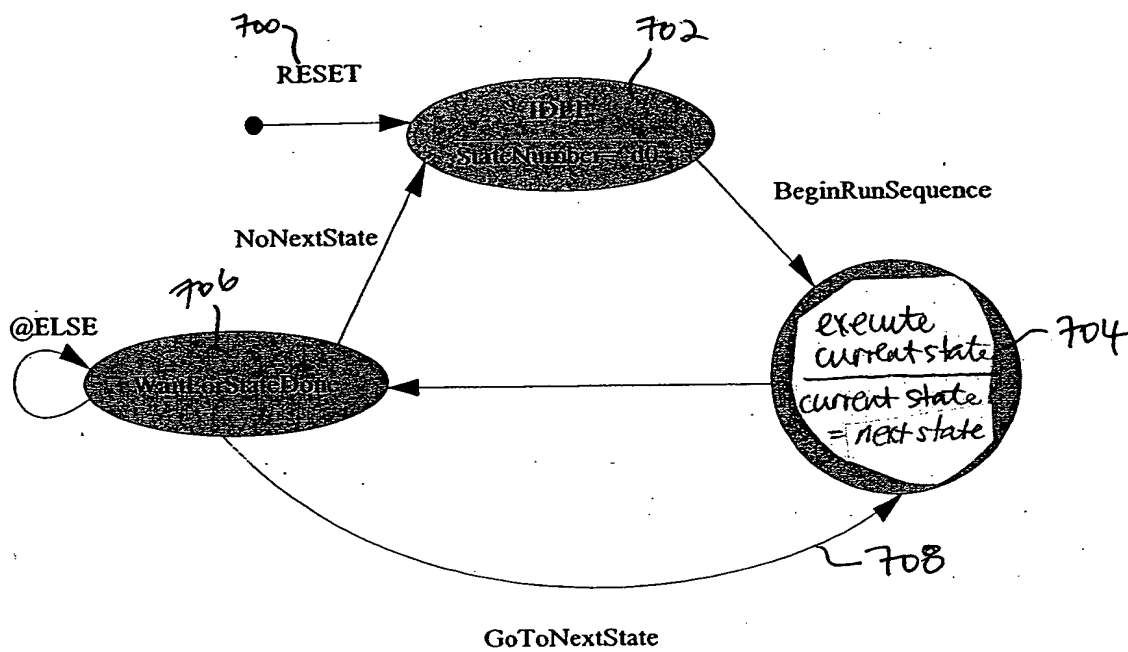 700
RESET
702
IDLE
StateNumber = 'd0
BeginRunSequence
NoNextState
706
@ELSE
WaitForStateDone
execute
current state
current state
= next state
704
708
GoToNextState